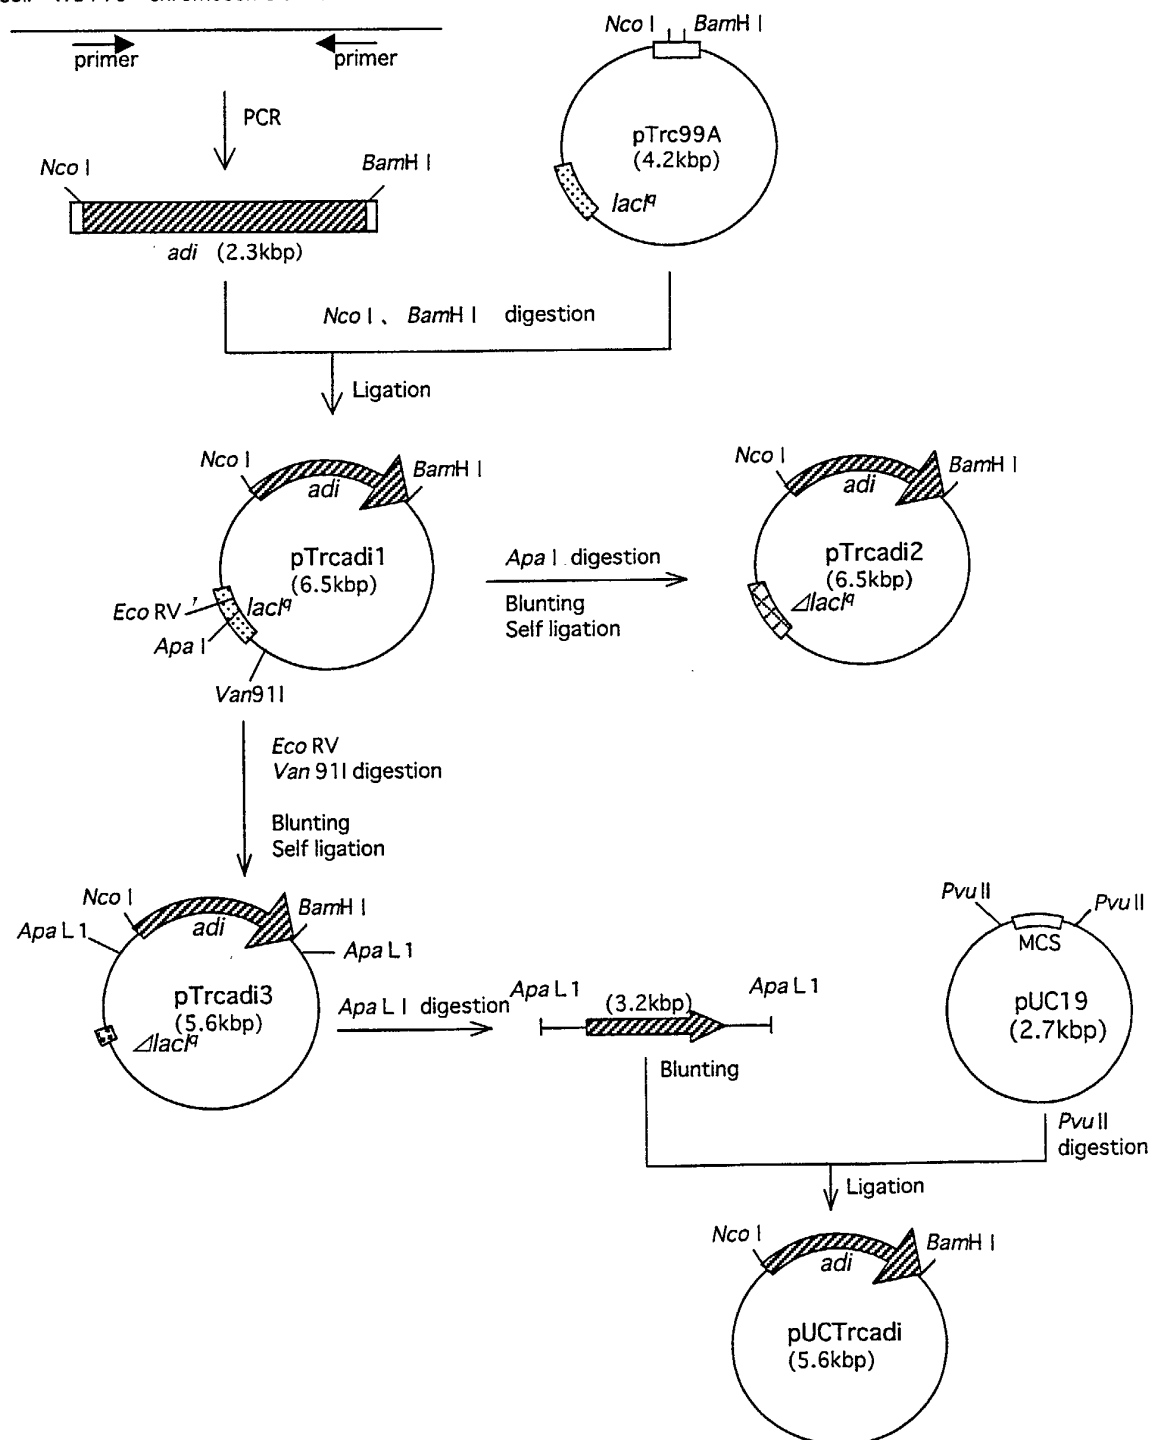 primer
primer
Nco I BamH I
pTrc99A
(4.2kbp)
lacIq
PCR
Nco I
BamH I
adi (2.3kbp)
Nco I、 BamH I digestion
Ligation
Nco I
BamH I
adi
pTrcadi1
(6.5kbp)
lacIq
Eco RV
Apa I
Van91I
Apa I digestion
Blunting
Self ligation
Nco I
BamH I
adi
pTrcadi2
(6.5kbp)
⊿lacIq
Eco RV
Van 91I digestion
Blunting
Self ligation
Nco I
BamH I
Apa L1
adi
Apa L1
pTrcadi3
(5.6kbp)
⊿lacIq
Apa L I digestion
Apa L1
(3.2kbp)
Apa L1
Blunting
Pvu II
Pvu II
MCS
pUC19
(2.7kbp)
Pvu II
digestion
Ligation
Nco I
BamH I
adi
pUCTrcadi
(5.6kbp)